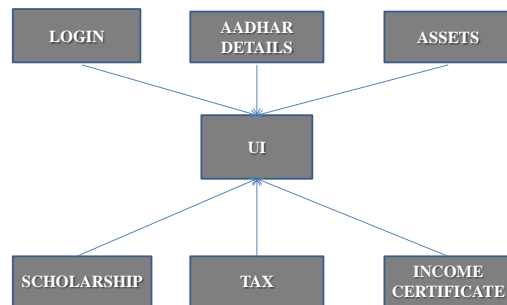 LOGIN
AADHAR
DETAILS
ASSETS
UI
SCHOLARSHIP
TAX
INCOME
CERTIFICATE